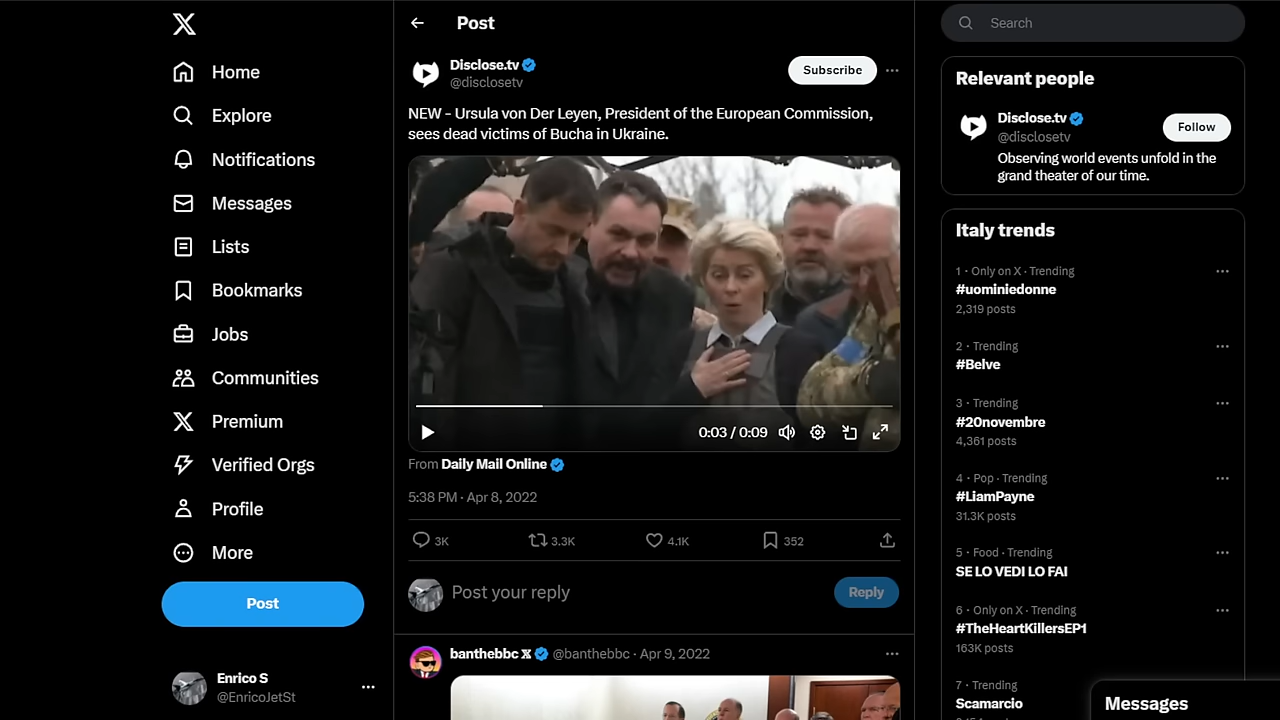 Home
Explore
Notifications
Messages
Lists
Bookmarks
Jobs
Communities
Premium
Verified Orgs
Profile
More
Post
Enrico S
@EnricoJetSt
Post
Disclose.tv
@disclosetv
Subscribe
NEW - Ursula von Der Leyen, President of the European Commission,
sees dead victims of Bucha in Ukraine.
0:03 / 0:09
From Daily Mail Online
5:38 PM · Apr 8, 2022
3K 3.3K 4.1K 352
Post your reply
Reply
banthebbc X @banthebbc · Apr 9, 2022
Search
Relevant people
Disclose.tv
@disclosetv
Follow
Observing world events unfold in the
grand theater of our time.
Italy trends
1 · Only on X · Trending
#uominiedonne
2,319 posts
2 · Trending
#Belve
3 · Trending
#20novembre
4,361 posts
4 · Pop · Trending
#LiamPayne
31.3K posts
5 · Food · Trending
SE LO VEDI LO FAI
6 · Only on X · Trending
#TheHeartKillersEP1
163K posts
7 · Trending
Scamarcio
Messages